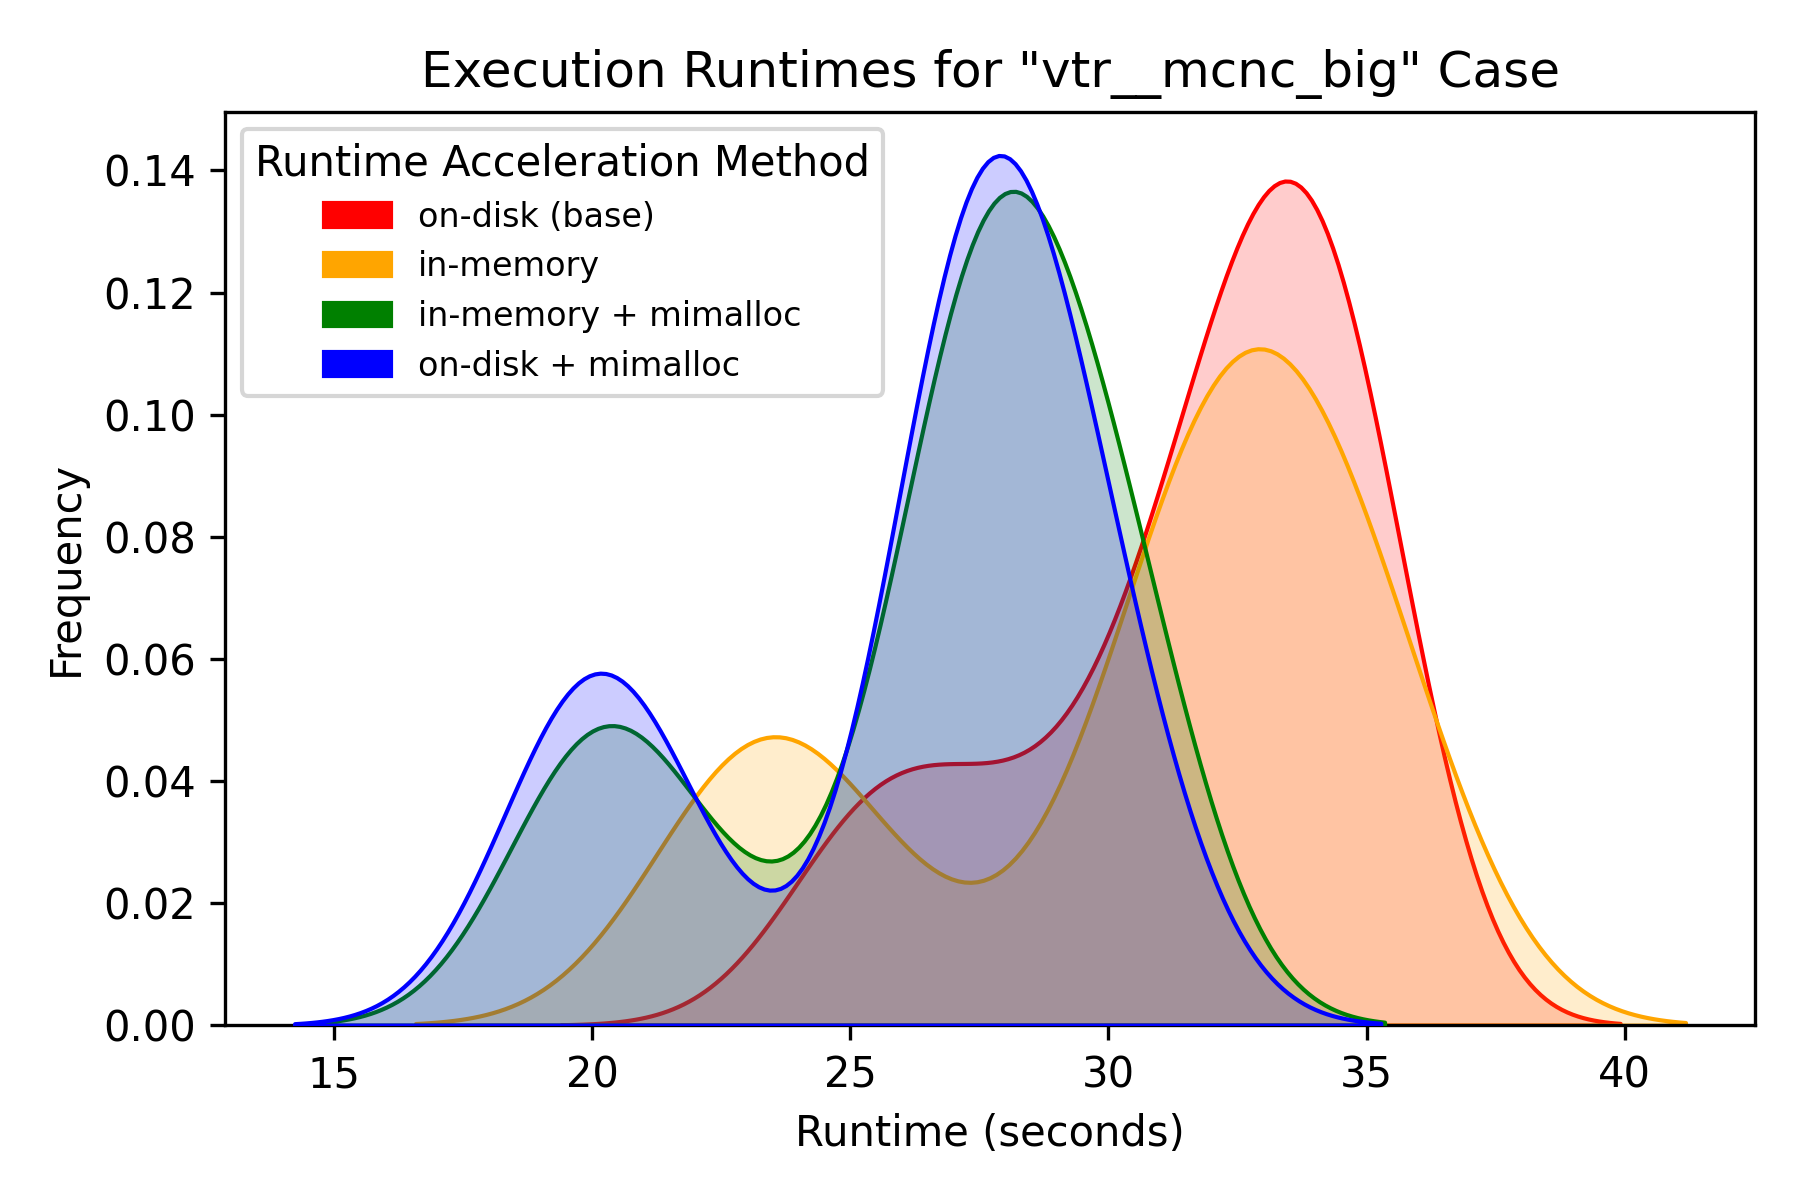 Execution Runtimes for "vtr__mcnc_big" Case
Runtime Acceleration Method
on-disk (base)
in-memory
in-memory + mimalloc
on-disk + mimalloc
Frequency
0.14
0.12
0.10
0.08
0.06
0.04
0.02
0.00
15 20 25 30 35 40
Runtime (seconds)